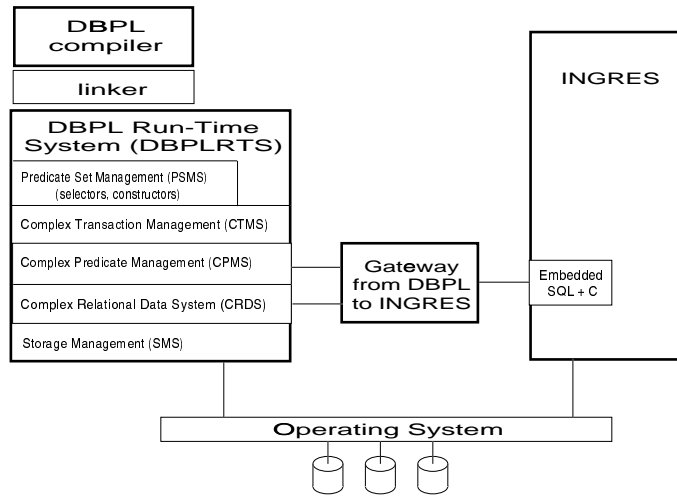 DBPL
compiler
linker
DBPL Run-Time
System (DBPLRTS)
Predicate Set Management (PSMS)
(selectors, constructors)
Complex Transaction Management (CTMS)
Complex Predicate Management (CPMS)
Complex Relational Data System (CRDS)
Storage Management (SMS)
Gateway
from DBPL
to INGRES
INGRES
Embedded
SQL + C
Operating System